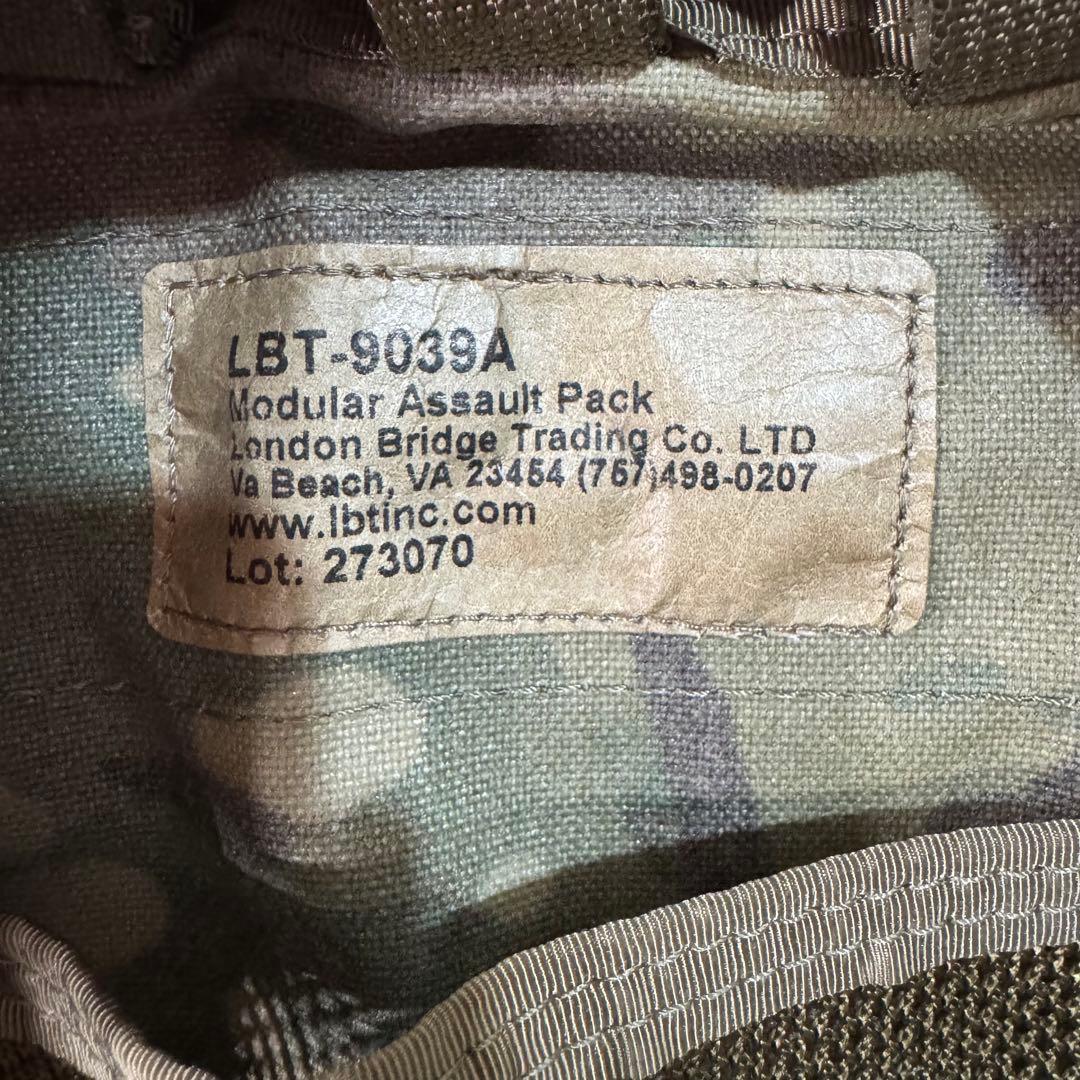 LBT-9039A
Modular Assault Pack
London Bridge Trading Co. LTD
Va Beach, VA 23454 (757)498-0207
www.lbtinc.com
Lot: 273070